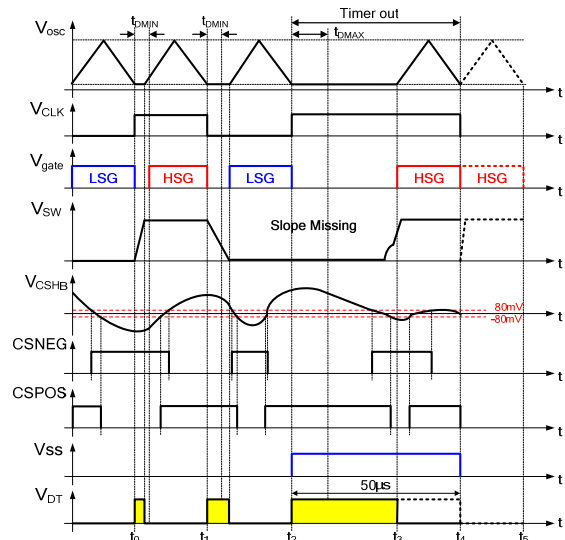 tDMIN tDMIN Timer out
tDMAX
Vosc
t
VCLK
t
Vgate
LSG HSG LSG HSG HSG
t
VSW
Slope Missing
t
VCSHB
80mV
-80mV
t
CSNEG
t
CSPOS
t
Vss
t
50µs
VDT
t
t0 t1 t2 t3 t4 t5